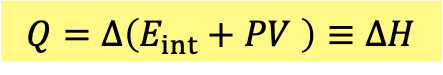 Q = Δ(E_int + PV ) ≡ ΔH